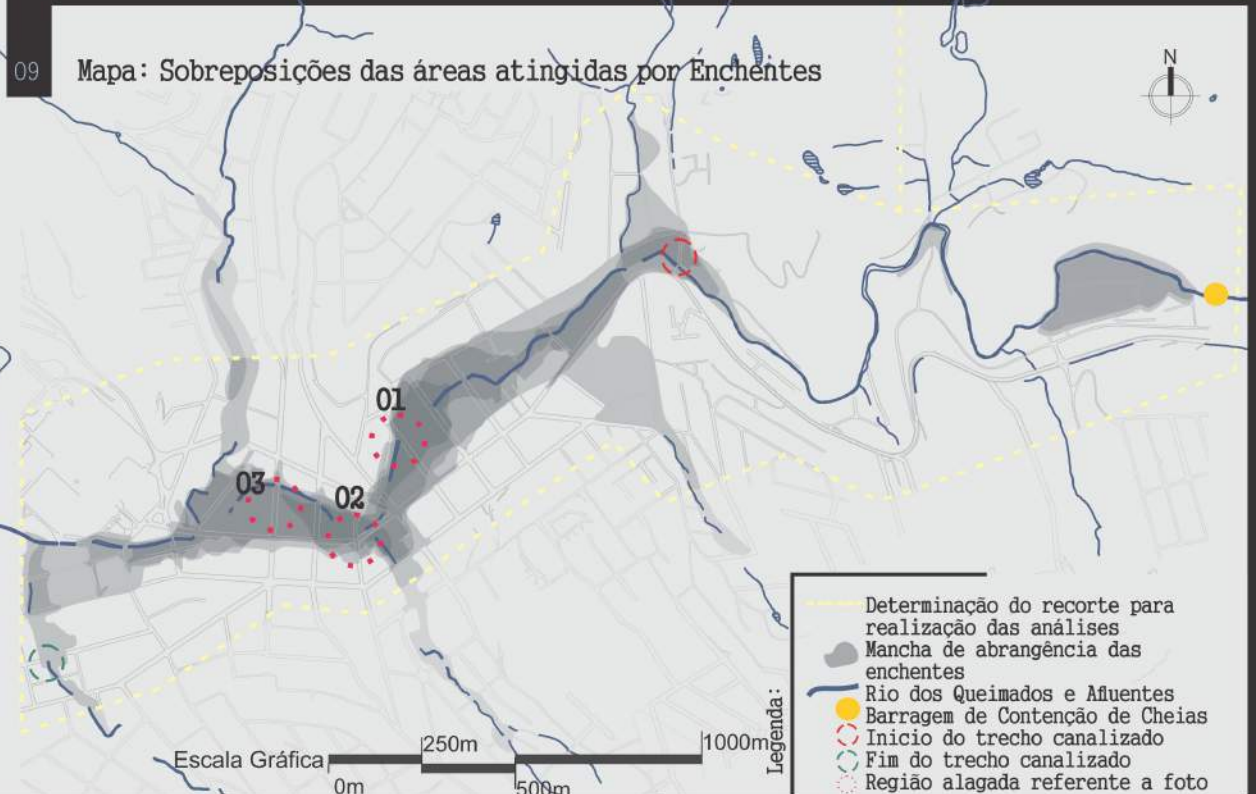 09
Mapa: Sobreposições das áreas atingidas por Enchentes
N
01
03
02
Legenda:
Determinação do recorte para
realização das análises
Mancha de abrangência das
enchentes
Rio dos Queimados e Afluentes
Barragem de Contenção de Cheias
Inicio do trecho canalizado
Fim do trecho canalizado
Região alagada referente a foto
Escala Gráfica
250m
1000m
0m
500m